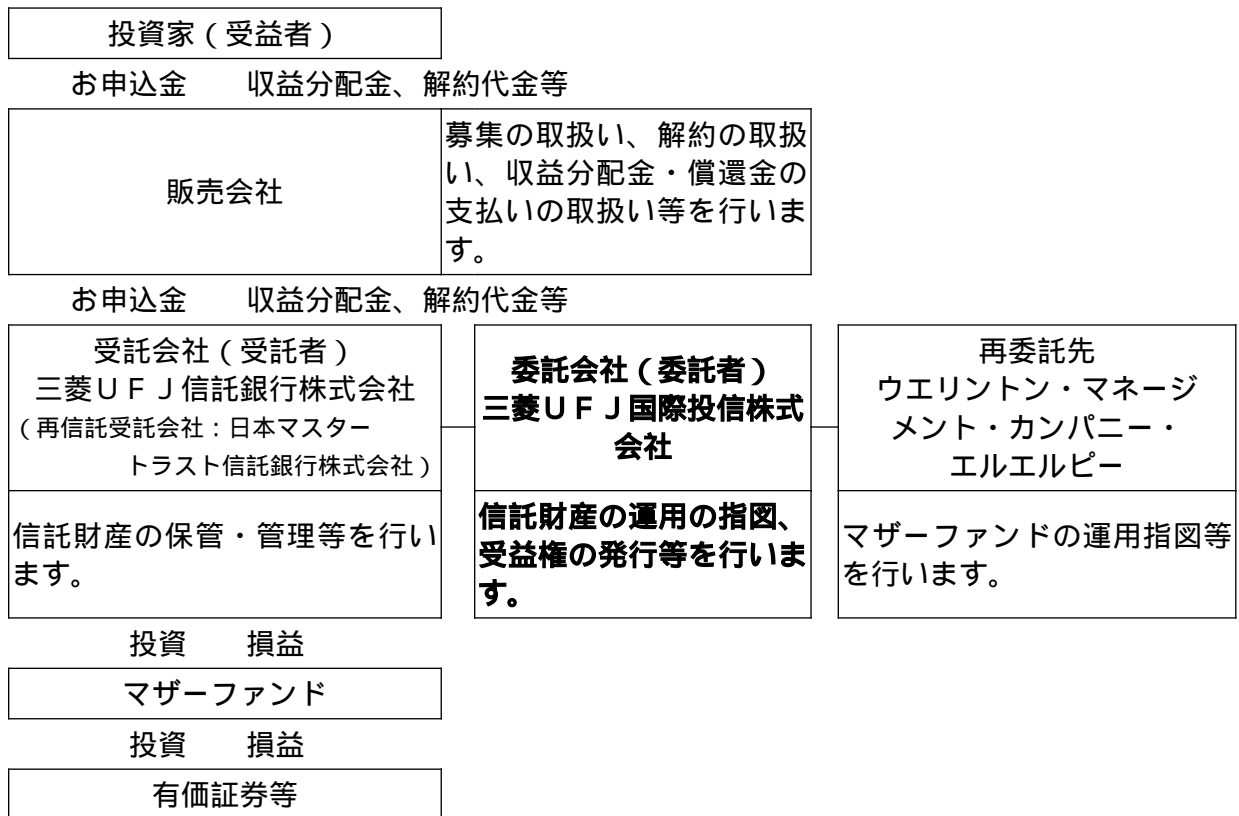 投資家（受益者）
お申込金　　収益分配金、解約代金等
販売会社
募集の取扱い、解約の取扱
い、収益分配金・償還金の
支払いの取扱い等を行いま
す。
お申込金　　収益分配金、解約代金等
受託会社（受託者）
三菱ＵＦＪ信託銀行株式会社
（再信託受託会社：日本マスター
トラスト信託銀行株式会社）
委託会社（委託者）
三菱ＵＦＪ国際投信株式
会社
再委託先
ウエリントン・マネージ
メント・カンパニー・
エルエルピー
信託財産の保管・管理等を行い
ます。
信託財産の運用の指図、
受益権の発行等を行いま
す。
マザーファンドの運用指図等
を行います。
投資　　損益
マザーファンド
投資　　損益
有価証券等